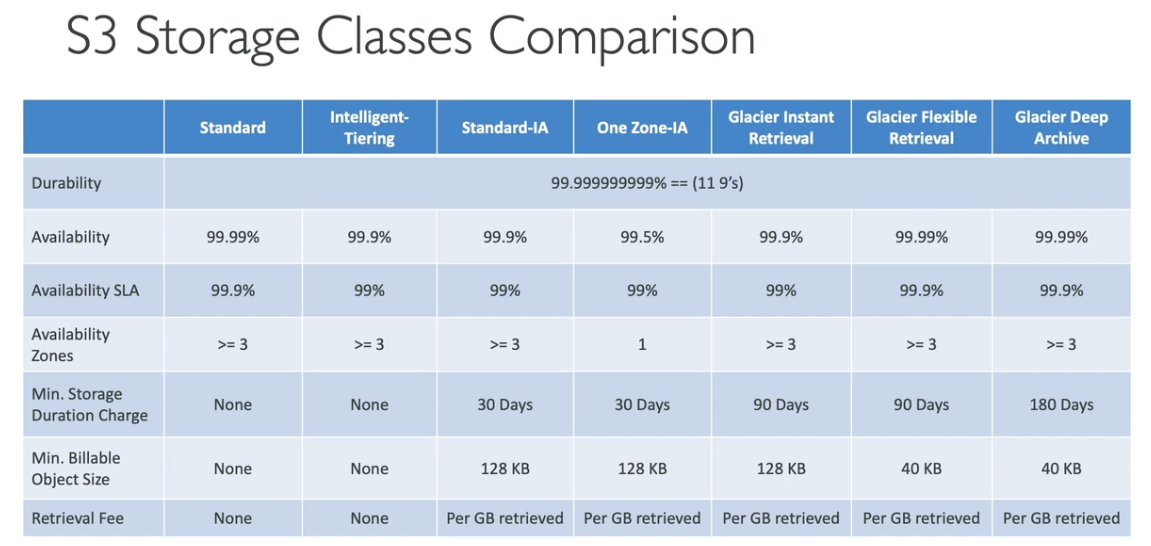 S3 Storage Classes Comparison
Standard Intelligent-Tiering Standard-IA One Zone-IA Glacier Instant Retrieval Glacier Flexible Retrieval Glacier Deep Archive
Durability 99.999999999% == (11 9's)
Availability 99.99% 99.9% 99.9% 99.5% 99.9% 99.99% 99.99%
Availability SLA 99.9% 99% 99% 99% 99% 99.9% 99.9%
Availability Zones >= 3 >= 3 >= 3 1 >= 3 >= 3 >= 3
Min. Storage Duration Charge None None 30 Days 30 Days 90 Days 90 Days 180 Days
Min. Billable Object Size None None 128 KB 128 KB 128 KB 40 KB 40 KB
Retrieval Fee None None Per GB retrieved Per GB retrieved Per GB retrieved Per GB retrieved Per GB retrieved